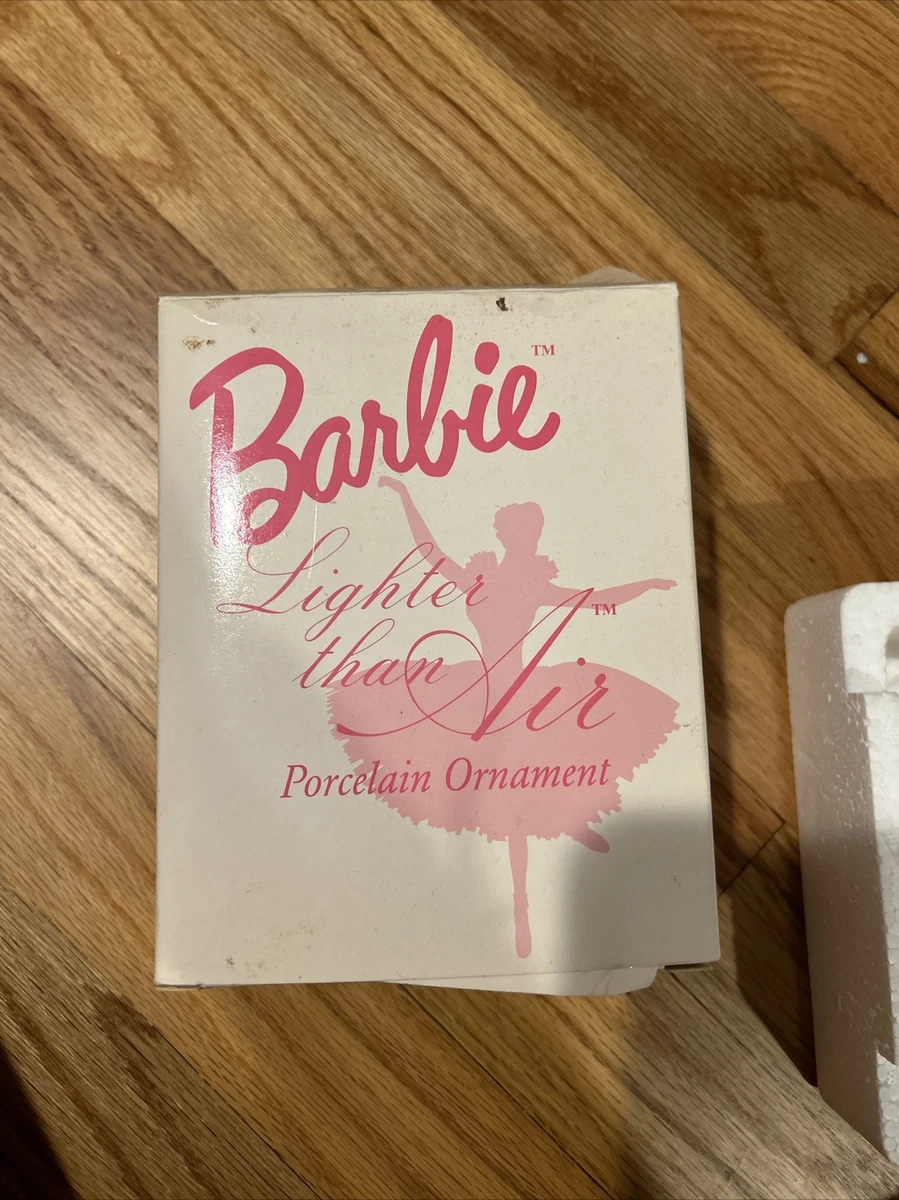 Barbie™
Lighter
than Air™
Porcelain Ornament